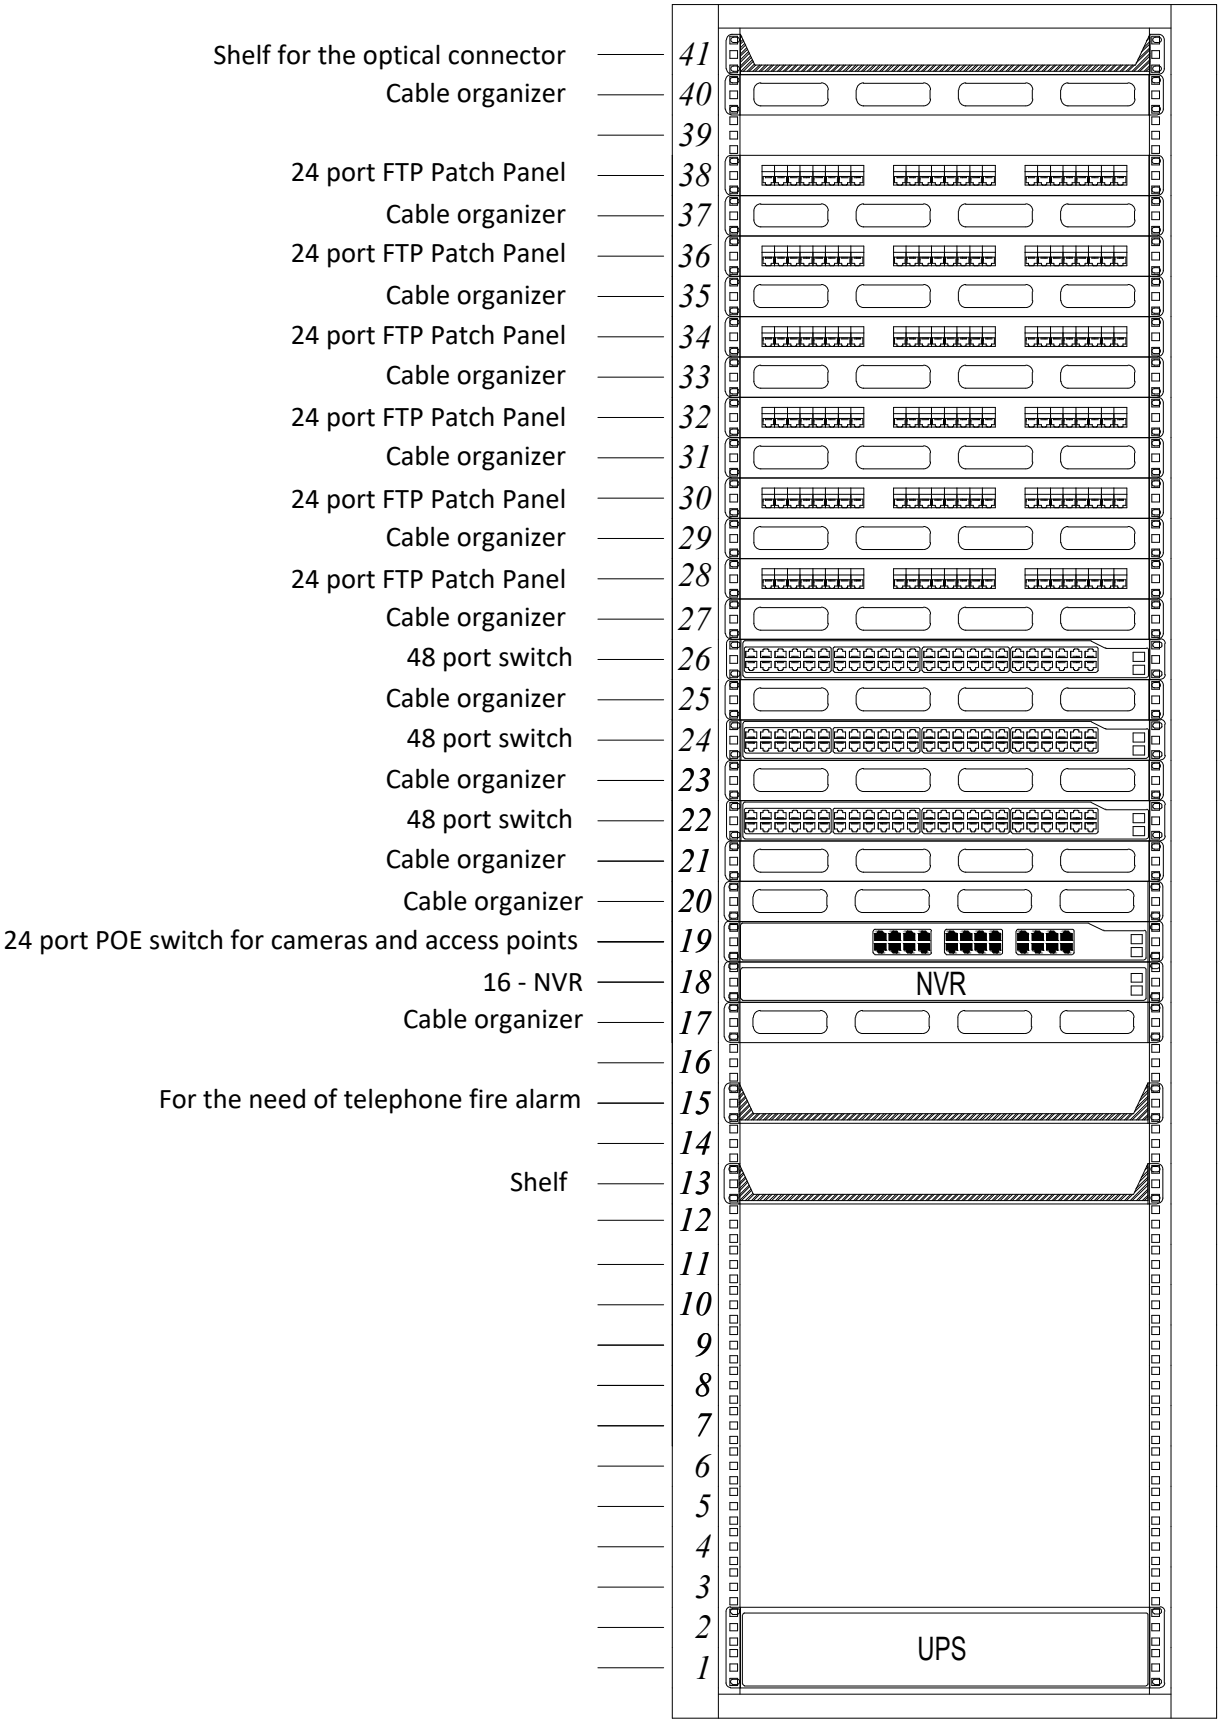 Shelf for the optical connector 41
Cable organizer 40
39
24 port FTP Patch Panel 38
Cable organizer 37
24 port FTP Patch Panel 36
Cable organizer 35
24 port FTP Patch Panel 34
Cable organizer 33
24 port FTP Patch Panel 32
Cable organizer 31
24 port FTP Patch Panel 30
Cable organizer 29
24 port FTP Patch Panel 28
Cable organizer 27
48 port switch 26
Cable organizer 25
48 port switch 24
Cable organizer 23
48 port switch 22
Cable organizer 21
Cable organizer 20
24 port POE switch for cameras and access points 19
16 - NVR 18 NVR
Cable organizer 17
16
For the need of telephone fire alarm 15
14
Shelf 13
12
11
10
9
8
7
6
5
4
3
2
UPS
1